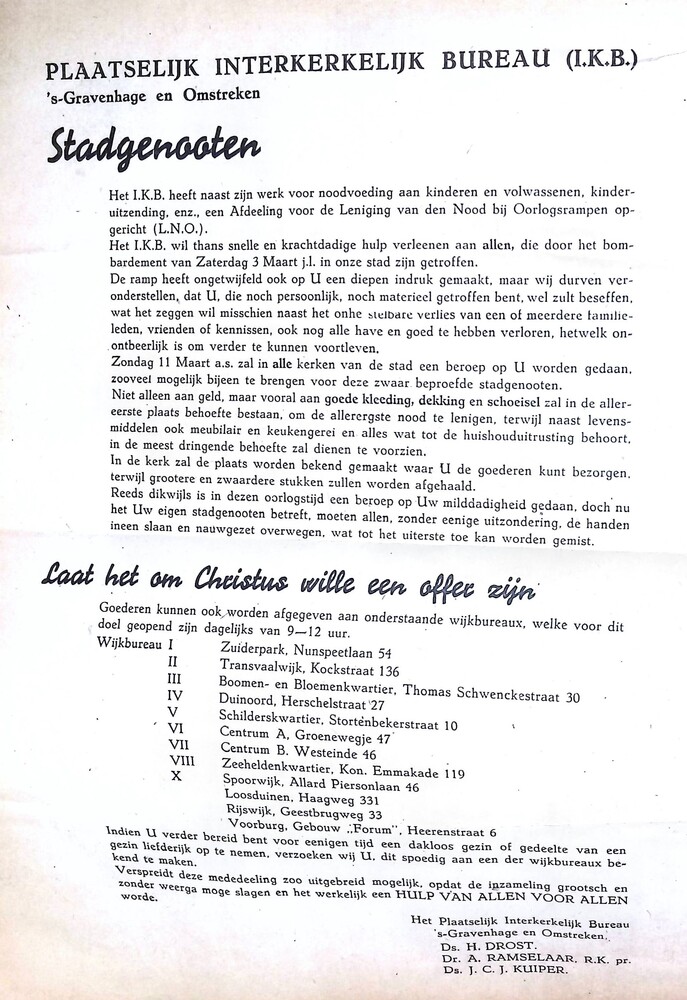 PLAATSELIJK INTERKERKELIJK BUREAU (I.K.B.)
's-Gravenhage en Omstreken
Stadgenooten
Het I.K.B. heeft naast zijn werk voor noodvoeding aan kinderen en volwassenen, kinder-
uitzending, enz., een Afdeeling voor de Leniging van den Nood bij Oorlogsrampen op-
gericht (L.N.O.).
Het I.K.B. wil thans snelle en krachtdadige hulp verleenen aan allen, die door het bom-
bardement van Zaterdag 3 Maart j.l. in onze stad zijn getroffen.
De ramp heeft ongetwijfeld ook op U een diepen indruk gemaakt, maar wij durven ver-
onderstellen, dat U, die noch persoonlijk, noch materieel getroffen bent, wel zult beseffen,
wat het zeggen wil misschien naast het onhe stelbare verlies van een of meerdere familie-
leden, vrienden of kennissen, ook nog alle have en goed te hebben verloren, hetwelk on-
ontbeerlijk is om verder te kunnen voortleven.
Zondag 11 Maart a.s. zal in alle kerken van de stad een beroep op U worden gedaan,
zooveel mogelijk bijeen te brengen voor deze zwaar beproefde stadgenooten.
Niet alleen aan geld, maar vooral aan goede kleeding, dekking en schoeisel zal in de aller-
eerste plaats behoefte bestaan, om de allerergste nood te lenigen, terwijl naast levens-
middelen ook meubilair en keukengerei en alles wat tot de huishouduitrusting behoort,
in de meest dringende behoefte zal dienen te voorzien.
In de kerk zal de plaats worden bekend gemaakt waar U de goederen kunt bezorgen,
terwijl grootere en zwaardere stukken zullen worden afgehaald.
Reeds dikwijls is in dezen oorlogstijd een beroep op Uw milddadigheid gedaan, doch nu
het Uw eigen stadgenooten betreft, moeten allen, zonder eenige uitzondering, de handen
ineen slaan en nauwgezet overwegen, wat tot het uiterste toe kan worden gemist.
Laat het om Christus wille een offer zijn
Goederen kunnen ook worden afgegeven aan onderstaande wijkbureaux, welke voor dit
doel geopend zijn dagelijks van 9—12 uur.
Wijkbureau I Zuiderpark, Nunspeetlaan 54
II Transvaalwijk, Kockstraat 136
III Boomen- en Bloemenkwartier, Thomas Schwenckestraat 30
IV Duinoord, Herschelstraat 27
V Schilderskwartier, Stortenbekerstraat 10
VI Centrum A, Groenewegje 47
VII Centrum B. Westeinde 46
VIII Zeeheldenkwartier, Kon. Emmakade 119
X Spoorwijk, Allard Piersonlaan 46
Loosduinen, Haagweg 331
Rijswijk, Geestbrugweg 33
Voorburg, Gebouw „Forum", Heerenstraat 6
Indien U verder bereid bent voor eenigen tijd een dakloos gezin of gedeelte van een
gezin liefderijk op te nemen, verzoeken wij U, dit spoedig aan een der wijkbureaux be-
kend te maken.
Verspreidt deze mededeeling zoo uitgebreid mogelijk, opdat de inzameling grootsch en
zonder weerga moge slagen en het werkelijk een HULP VAN ALLEN VOOR ALLEN
worde.
Het Plaatselijk Interkerkelijk Bureau
's-Gravenhage en Omstreken.
Ds. H. DROST.
Dr. A. RAMSELAAR, R.K. pr.
Ds. J. C. J. KUIPER.